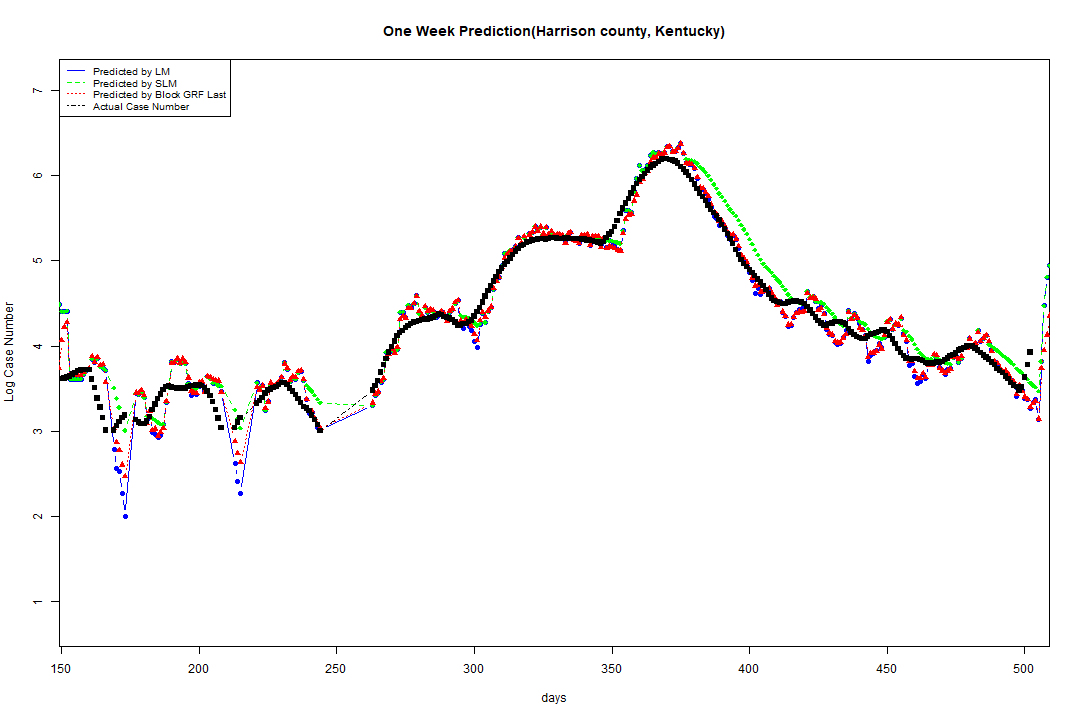 One Week Prediction(Harrison county, Kentucky)
Predicted by LM
Predicted by SLM
Predicted by Block GRF Last
Actual Case Number
Log Case Number
7
6
5
4
3
2
1
150 200 250 300 350 400 450 500
days